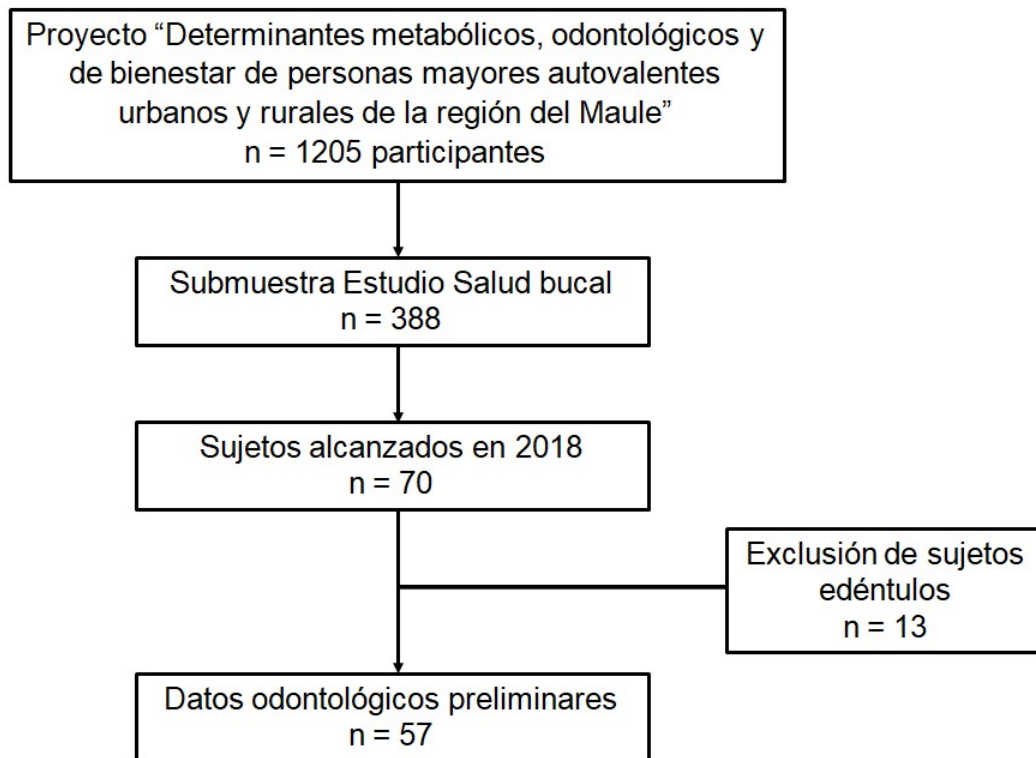 Proyecto “Determinantes metabólicos, odontológicos y
de bienestar de personas mayores autovalentes
urbanos y rurales de la región del Maule”
n = 1205 participantes
Submuestra Estudio Salud bucal
n = 388
Sujetos alcanzados en 2018
n = 70
Exclusión de sujetos
edéntulos
n = 13
Datos odontológicos preliminares
n = 57